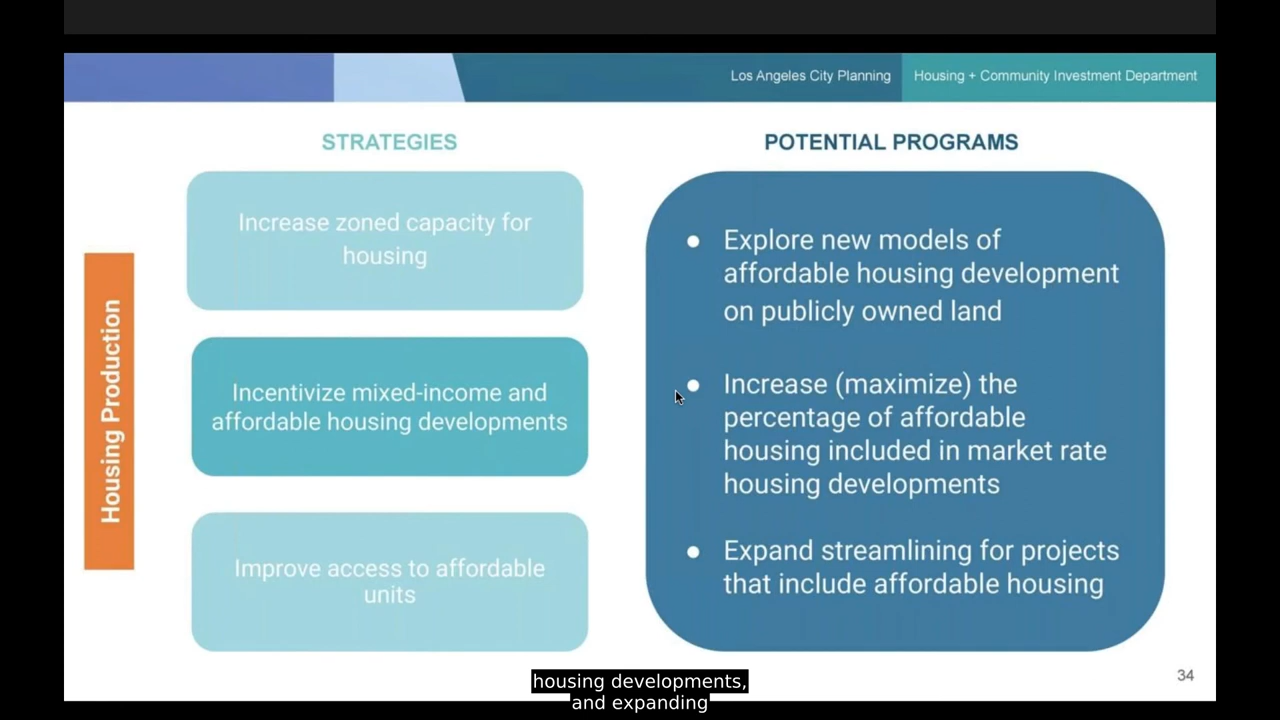 Los Angeles City Planning
Housing + Community Investment Department
STRATEGIES
POTENTIAL PROGRAMS
Housing Production
Increase zoned capacity for
housing
Incentivize mixed-income and
affordable housing developments
Improve access to affordable
units
● Explore new models of
affordable housing development
on publicly owned land
● Increase (maximize) the
percentage of affordable
housing included in market rate
housing developments
● Expand streamlining for projects
that include affordable housing
34
housing developments,
and expanding